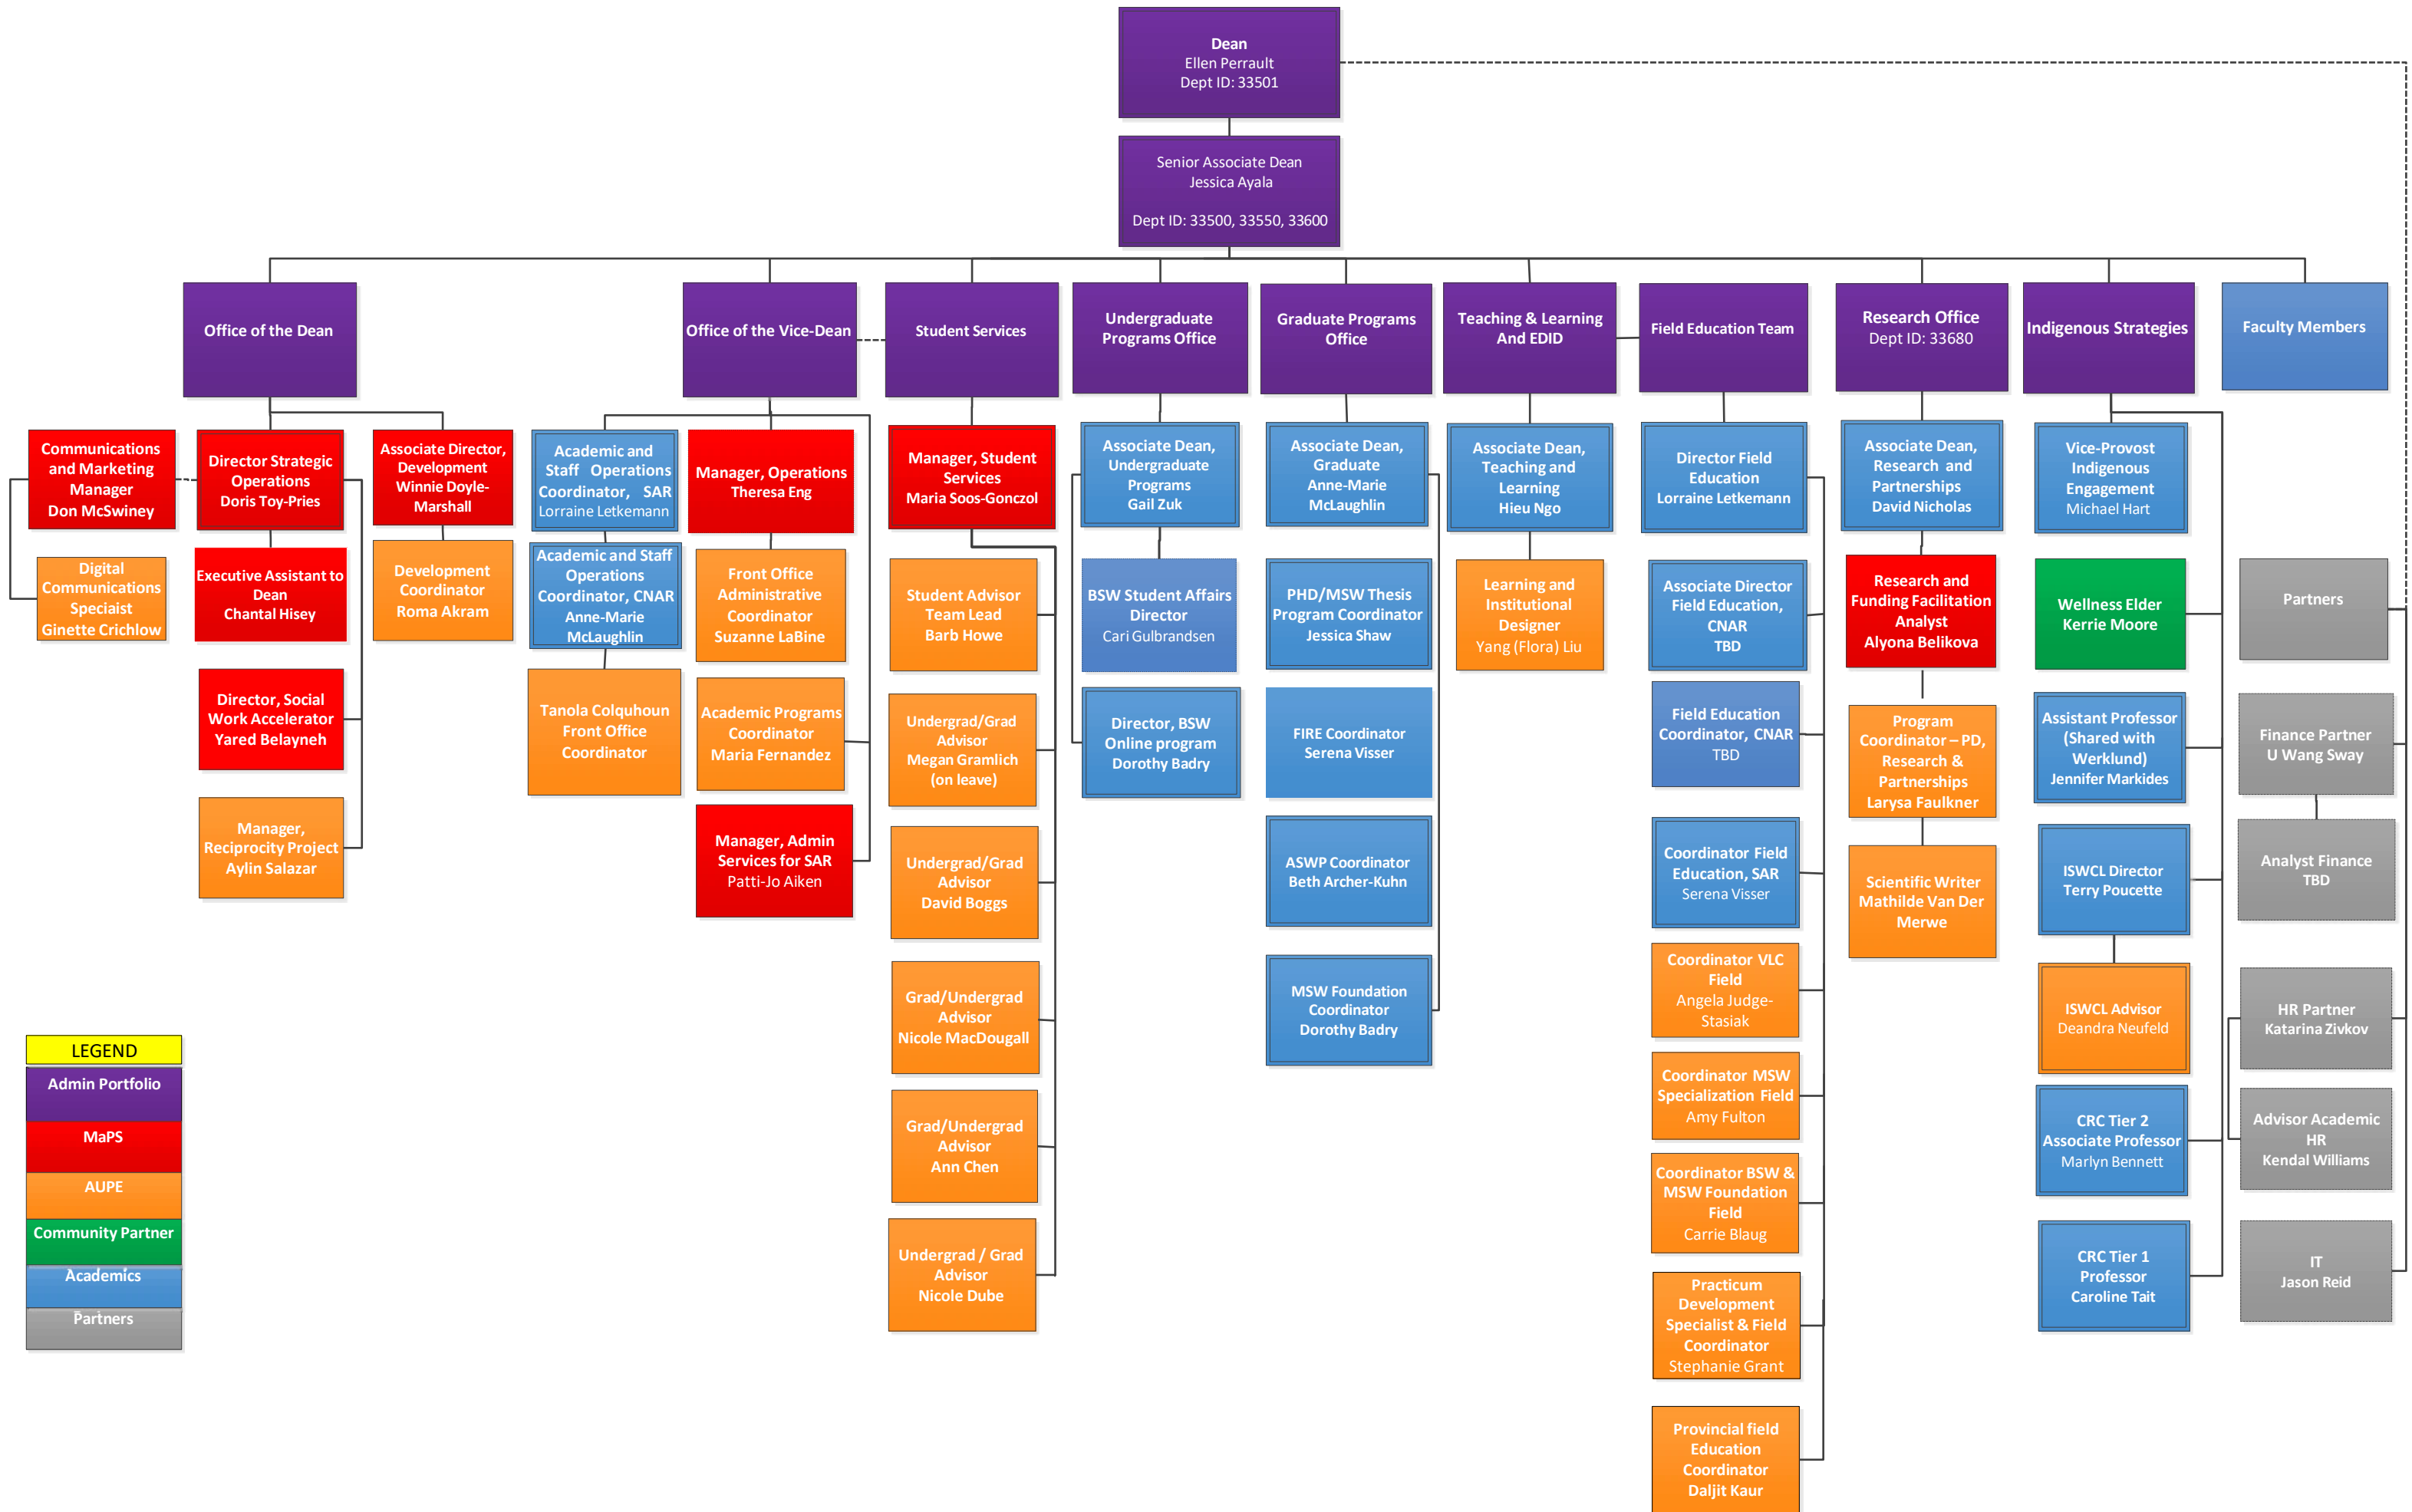 Dean
Ellen Perrault
Dept ID: 33501
Senior Associate Dean
Jessica Ayala
Dept ID: 33500, 33550, 33600
Office of the Dean
Office of the Vice-Dean
Student Services
Undergraduate
Programs Office
Graduate Programs
Office
Teaching & Learning
And EDID
Field Education Team
Research Office
Dept ID: 33680
Indigenous Strategies
Faculty Members
Communications
and Marketing
Manager
Don McSwiney
Digital
Communications
Speciaist
Ginette Crichlow
Director Strategic
Operations
Doris Toy-Pries
Executive Assistant to
Dean
Chantal Hisey
Director, Social
Work Accelerator
Yared Belayneh
Manager,
Reciprocity Project
Aylin Salazar
Associate Director,
Development
Winnie Doyle-
Marshall
Development
Coordinator
Roma Akram
Academic and
Staff Operations
Coordinator, SAR
Lorraine Letkemann
Academic and Staff
Operations
Coordinator, CNAR
Anne-Marie
McLaughlin
Tanola Colquhoun
Front Office
Coordinator
Manager, Operations
Theresa Eng
Front Office
Administrative
Coordinator
Suzanne LaBine
Academic Programs
Coordinator
Maria Fernandez
Manager, Admin
Services for SAR
Patti-Jo Aiken
Manager, Student
Services
Maria Soos-Gonczol
Student Advisor
Team Lead
Barb Howe
Undergrad/Grad
Advisor
Megan Gramlich
(on leave)
Undergrad/Grad
Advisor
David Boggs
Grad/Undergrad
Advisor
Nicole MacDougall
Grad/Undergrad
Advisor
Ann Chen
Undergrad / Grad
Advisor
Nicole Dube
Associate Dean,
Undergraduate
Programs
Gail Zuk
BSW Student Affairs
Director
Cari Gulbrandsen
Director, BSW
Online program
Dorothy Badry
Associate Dean,
Graduate
Anne-Marie
McLaughlin
PHD/MSW Thesis
Program Coordinator
Jessica Shaw
FIRE Coordinator
Serena Visser
ASWP Coordinator
Beth Archer-Kuhn
MSW Foundation
Coordinator
Dorothy Badry
Associate Dean,
Teaching and
Learning
Hieu Ngo
Learning and
Institutional
Designer
Yang (Flora) Liu
Director Field
Education
Lorraine Letkemann
Associate Director
Field Education,
CNAR
TBD
Field Education
Coordinator, CNAR
TBD
Coordinator Field
Education, SAR
Serena Visser
Coordinator VLC
Field
Angela Judge-
Stasiak
Coordinator MSW
Specialization Field
Amy Fulton
Coordinator BSW &
MSW Foundation
Field
Carrie Blaug
Practicum
Development
Specialist & Field
Coordinator
Stephanie Grant
Provincial field
Education
Coordinator
Daljit Kaur
Associate Dean,
Research and
Partnerships
David Nicholas
Research and
Funding Facilitation
Analyst
Alyona Belikova
Program
Coordinator – PD,
Research &
Partnerships
Larysa Faulkner
Scientific Writer
Mathilde Van Der
Merwe
Vice-Provost
Indigenous
Engagement
Michael Hart
Wellness Elder
Kerrie Moore
Assistant Professor
(Shared with
Werklund)
Jennifer Markides
ISWCL Director
Terry Poucette
ISWCL Advisor
Deandra Neufeld
CRC Tier 2
Associate Professor
Marlyn Bennett
CRC Tier 1
Professor
Caroline Tait
Partners
Finance Partner
U Wang Sway
Analyst Finance
TBD
HR Partner
Katarina Zivkov
Advisor Academic
HR
Kendal Williams
IT
Jason Reid
LEGEND
Admin Portfolio
MaPS
AUPE
Community Partner
Academics
Partners